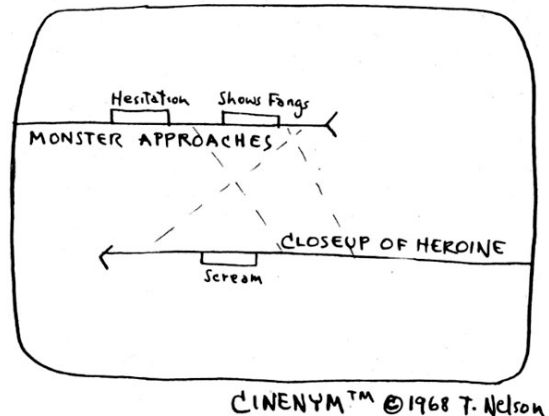 Hesitation Shows Fangs
MONSTER APPROACHES
CLOSEUP OF HEROINE
Scream
CINENYM™ ©1968 T. Nelson